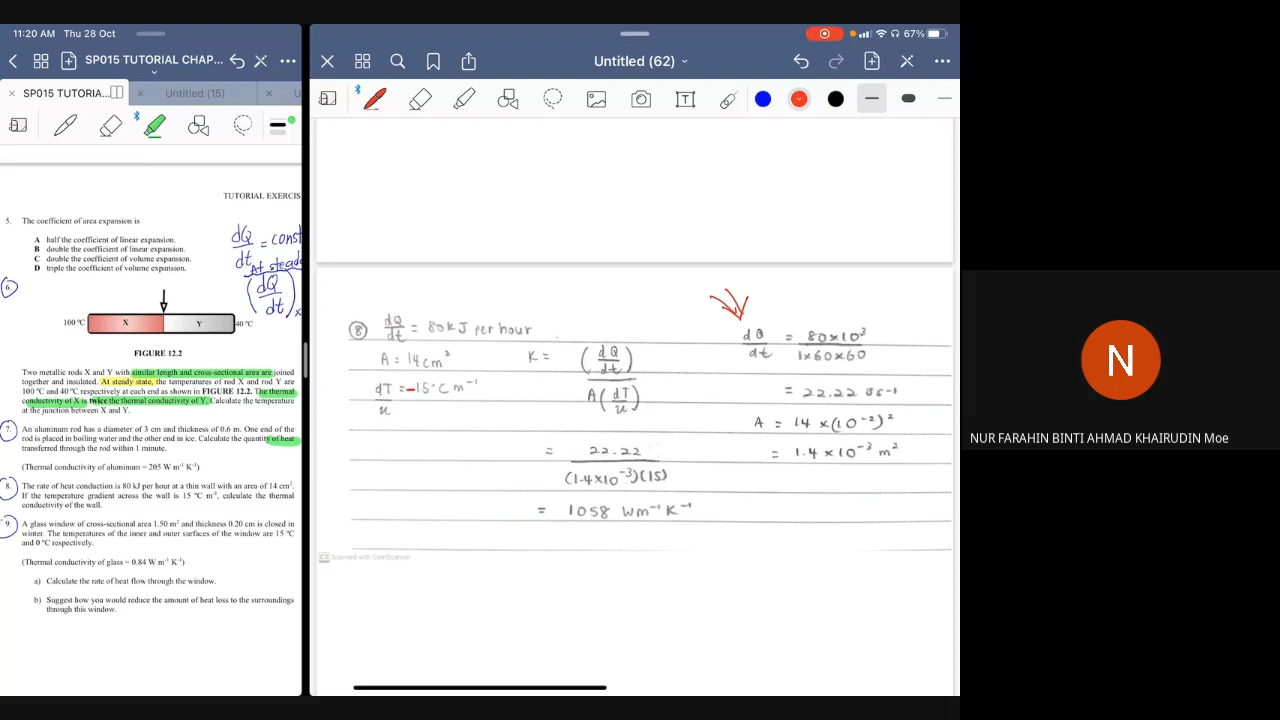 11:20 AM Thu 28 Oct
67%
SP015 TUTORIAL CHAP...
Untitled (62)
SP015 TUTORIA...
Untitled (15)
U
T
TUTORIAL EXERCIS
5. The coefficient of area expansion is
A half the coefficient of linear expansion.
B double the coefficient of linear expansion.
C double the coefficient of volume expansion.
D triple the coefficient of volume expansion.
dQ/dt = const
At steady
(dQ/dt)x
6.
100 ºC X Y 40 ºC
FIGURE 12.2
Two metallic rods X and Y with similar length and cross-sectional area are joined
together and insulated. At steady state, the temperatures of rod X and rod Y are
100 ºC and 40 ºC respectively at each end as shown in FIGURE 12.2. The thermal
conductivity of X is twice the thermal conductivity of Y. Calculate the temperature
at the junction between X and Y.
7. An aluminum rod has a diameter of 3 cm and thickness of 0.6 m. One end of the
rod is placed in boiling water and the other end in ice. Calculate the quantity of heat
transferred through the rod within 1 minute.
(Thermal conductivity of aluminum = 205 W m⁻¹ K⁻¹)
8. The rate of heat conduction is 80 kJ per hour at a thin wall with an area of 14 cm².
If the temperature gradient across the wall is 15 ºC m⁻¹, calculate the thermal
conductivity of the wall.
9. A glass window of cross-sectional area 1.50 m² and thickness 0.20 cm is closed in
winter. The temperatures of the inner and outer surfaces of the window are 15 ºC
and 0 ºC respectively.
(Thermal conductivity of glass = 0.84 W m⁻¹ K⁻¹)
a) Calculate the rate of heat flow through the window.
b) Suggest how you would reduce the amount of heat loss to the surroundings
through this window.
8 dQ/dt = 80kJ per hour
A = 14 cm²
dT/u = -15°C m⁻¹
K = (dQ/dt) / A(dT/u)
= 22.22 / (1.4×10⁻³)(15)
= 1058 Wm⁻¹ K⁻¹
dQ/dt = 80×10³ / 1×60×60
= 22.22 Js⁻¹
A = 14 ×(10⁻²)²
= 1.4 ×10⁻³ m²
CS Scanned with CamScanner
N
NUR FARAHIN BINTI AHMAD KHAIRUDIN Moe